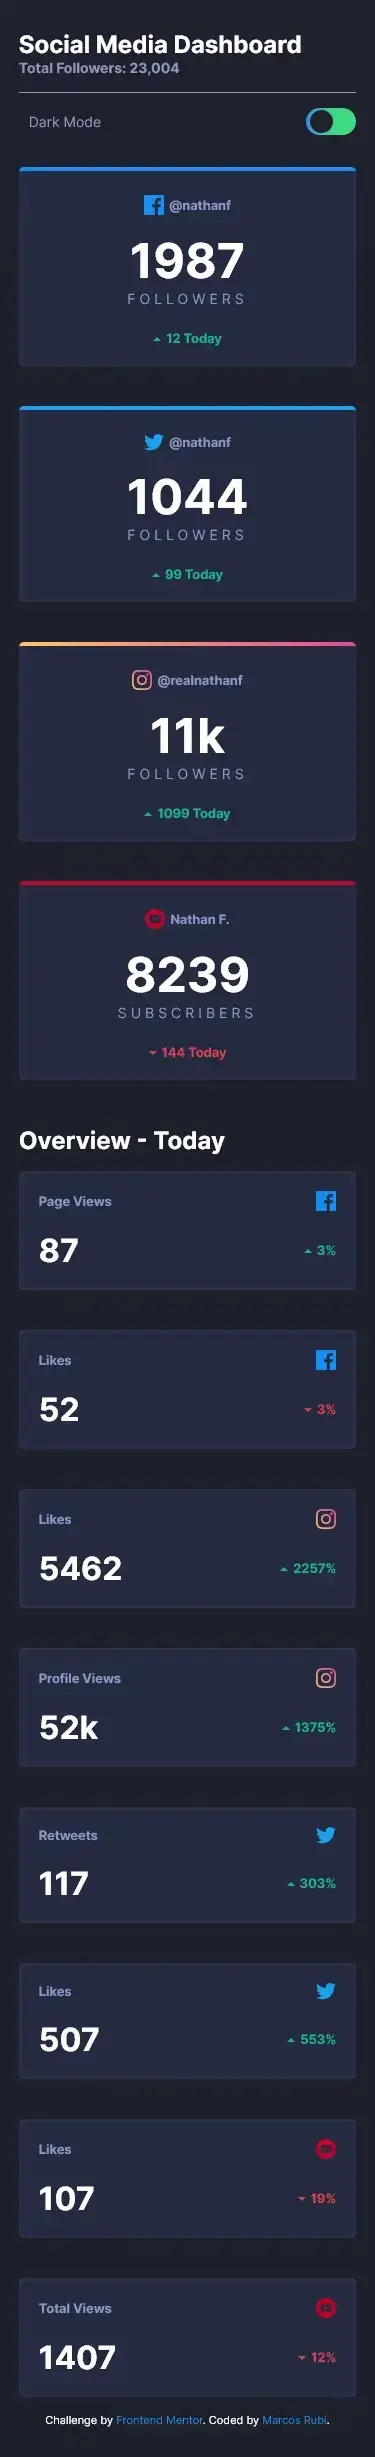 Social Media Dashboard
Total Followers: 23,004
Dark Mode
@nathanf
1987
FOLLOWERS
12 Today
@nathanf
1044
FOLLOWERS
99 Today
@realnathanf
11k
FOLLOWERS
1099 Today
Nathan F.
8239
SUBSCRIBERS
144 Today
Overview - Today
Page Views
87
3%
Likes
52
3%
Likes
5462
2257%
Profile Views
52k
1375%
Retweets
117
303%
Likes
507
553%
Likes
107
19%
Total Views
1407
12%
Challenge by Frontend Mentor. Coded by Marcos Rubí.